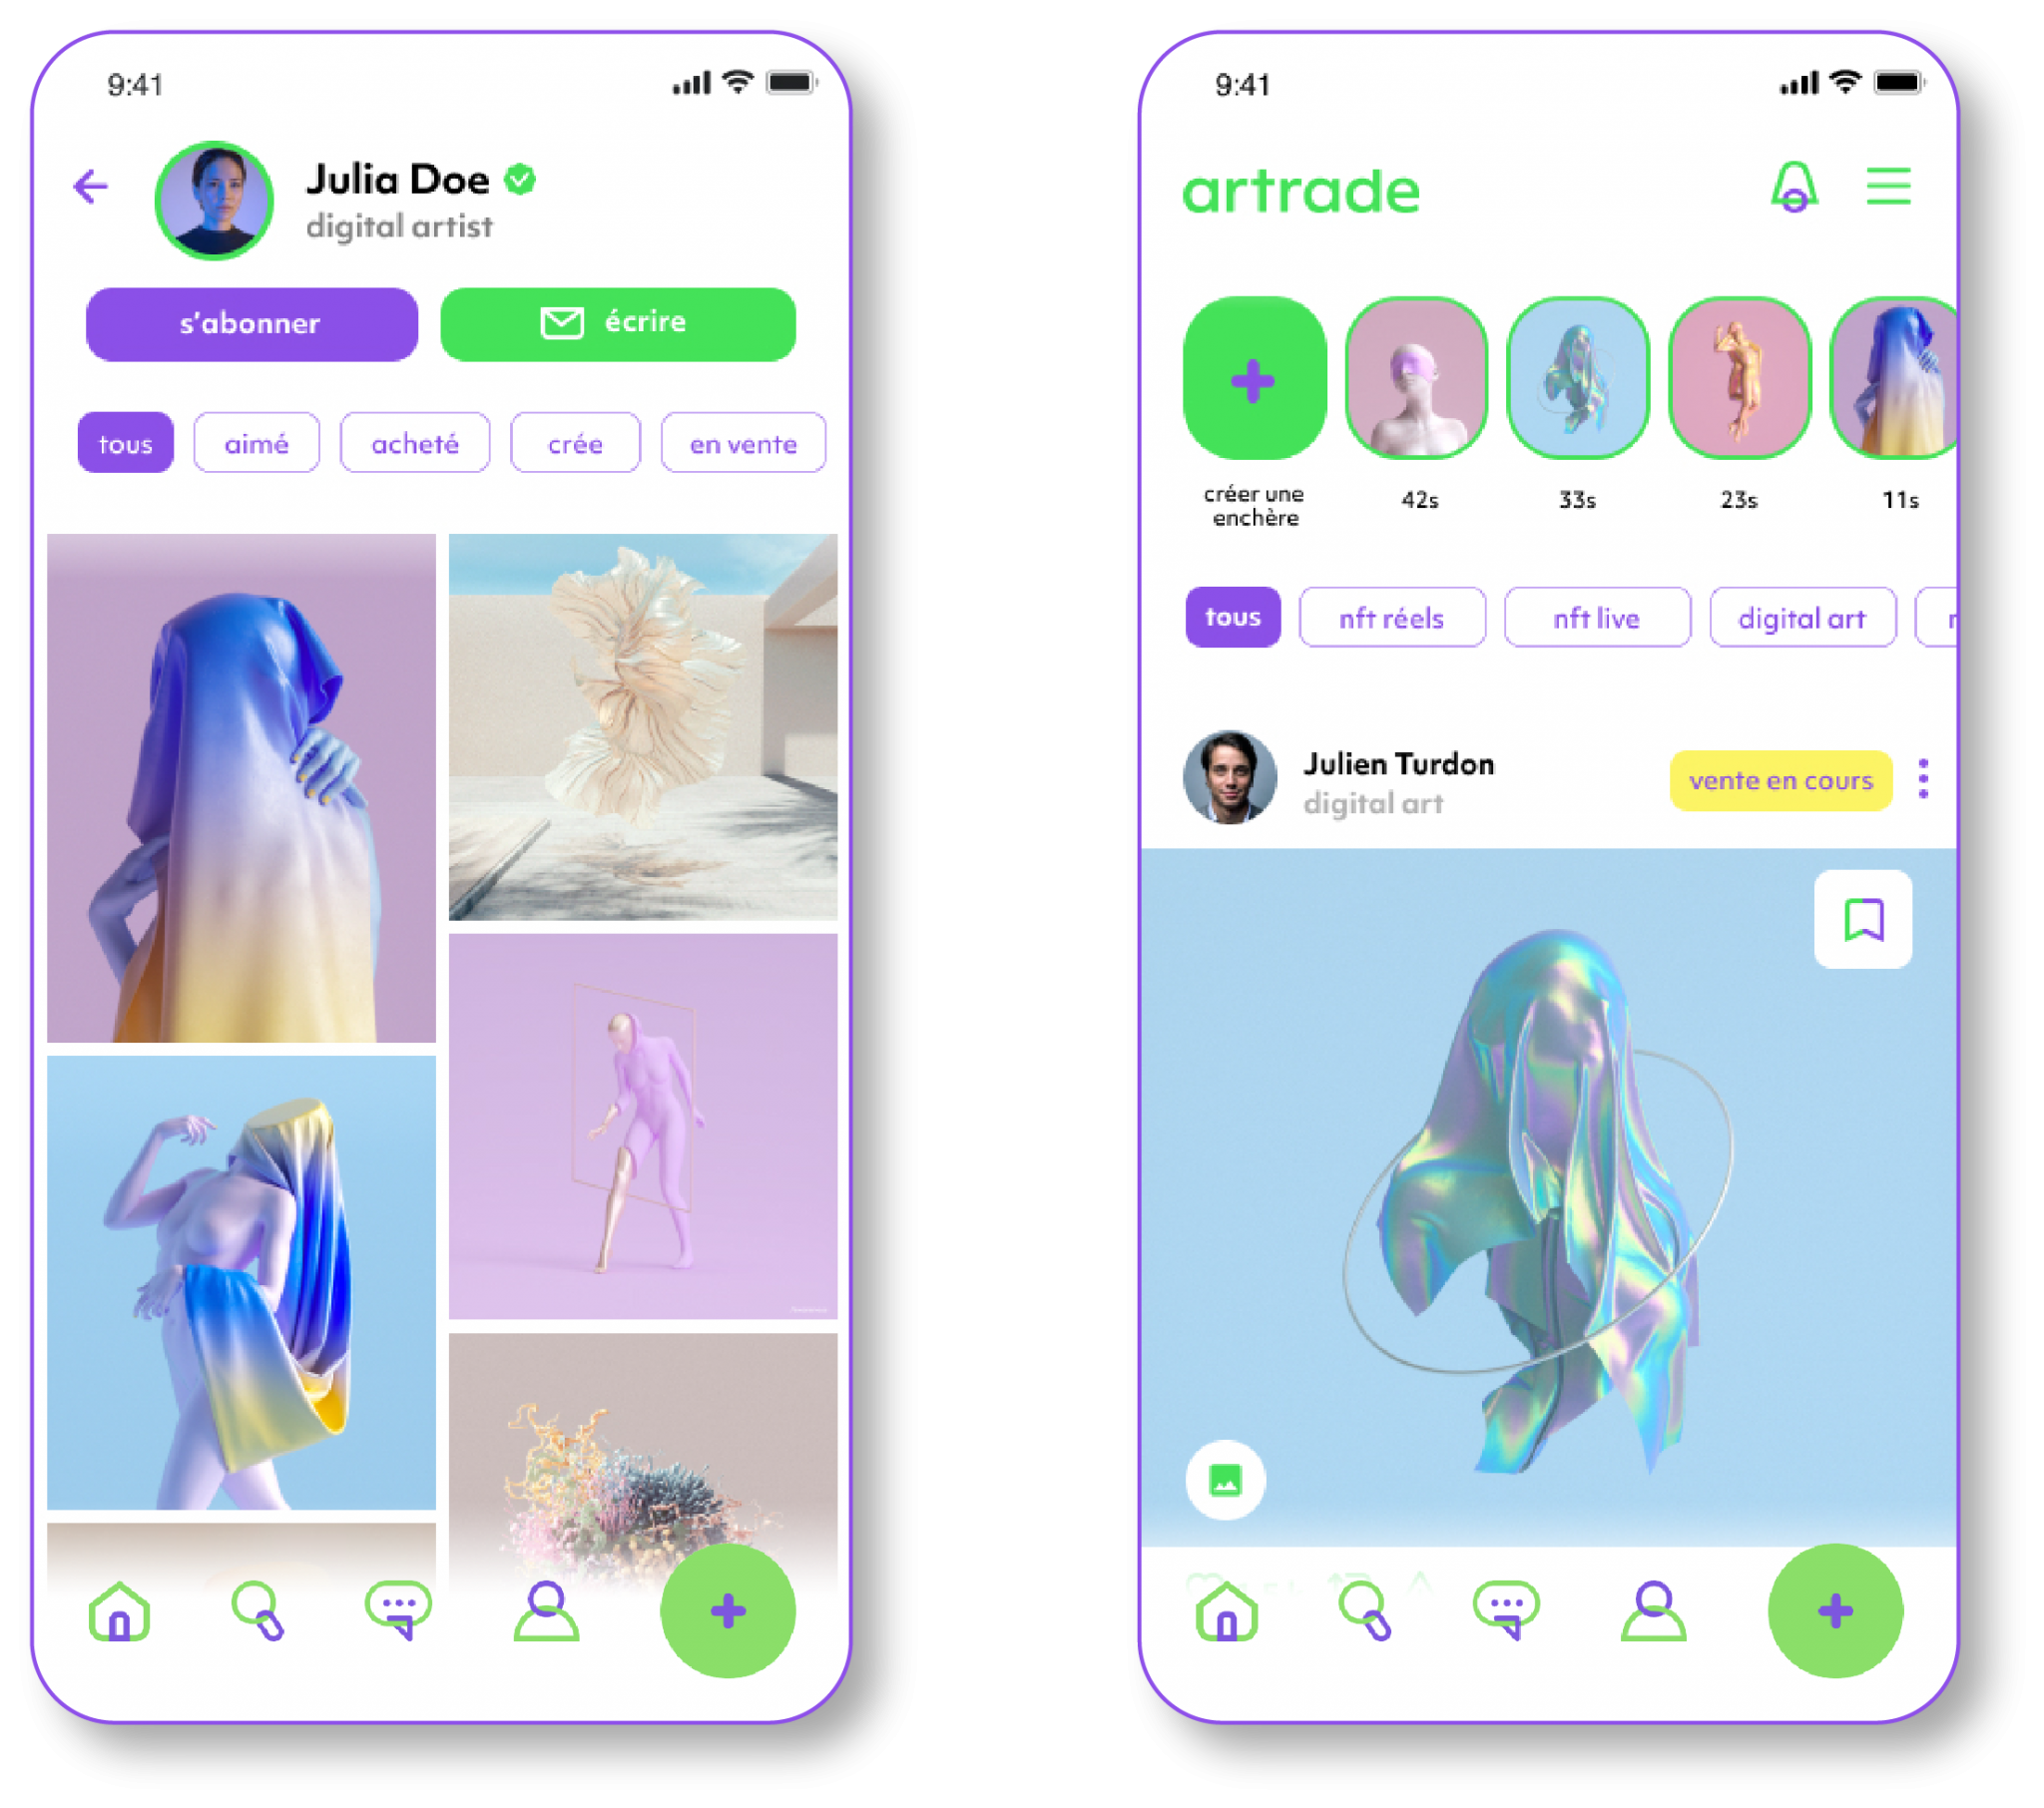 9:41
Julia Doe
digital artist
s'abonner
écrire
tous
aimé
acheté
crée
en vente
9:41
artrade
créer une
enchère
42s
33s
23s
11s
tous
nft réels
nft live
digital art
Julien Turdon
digital art
vente en cours